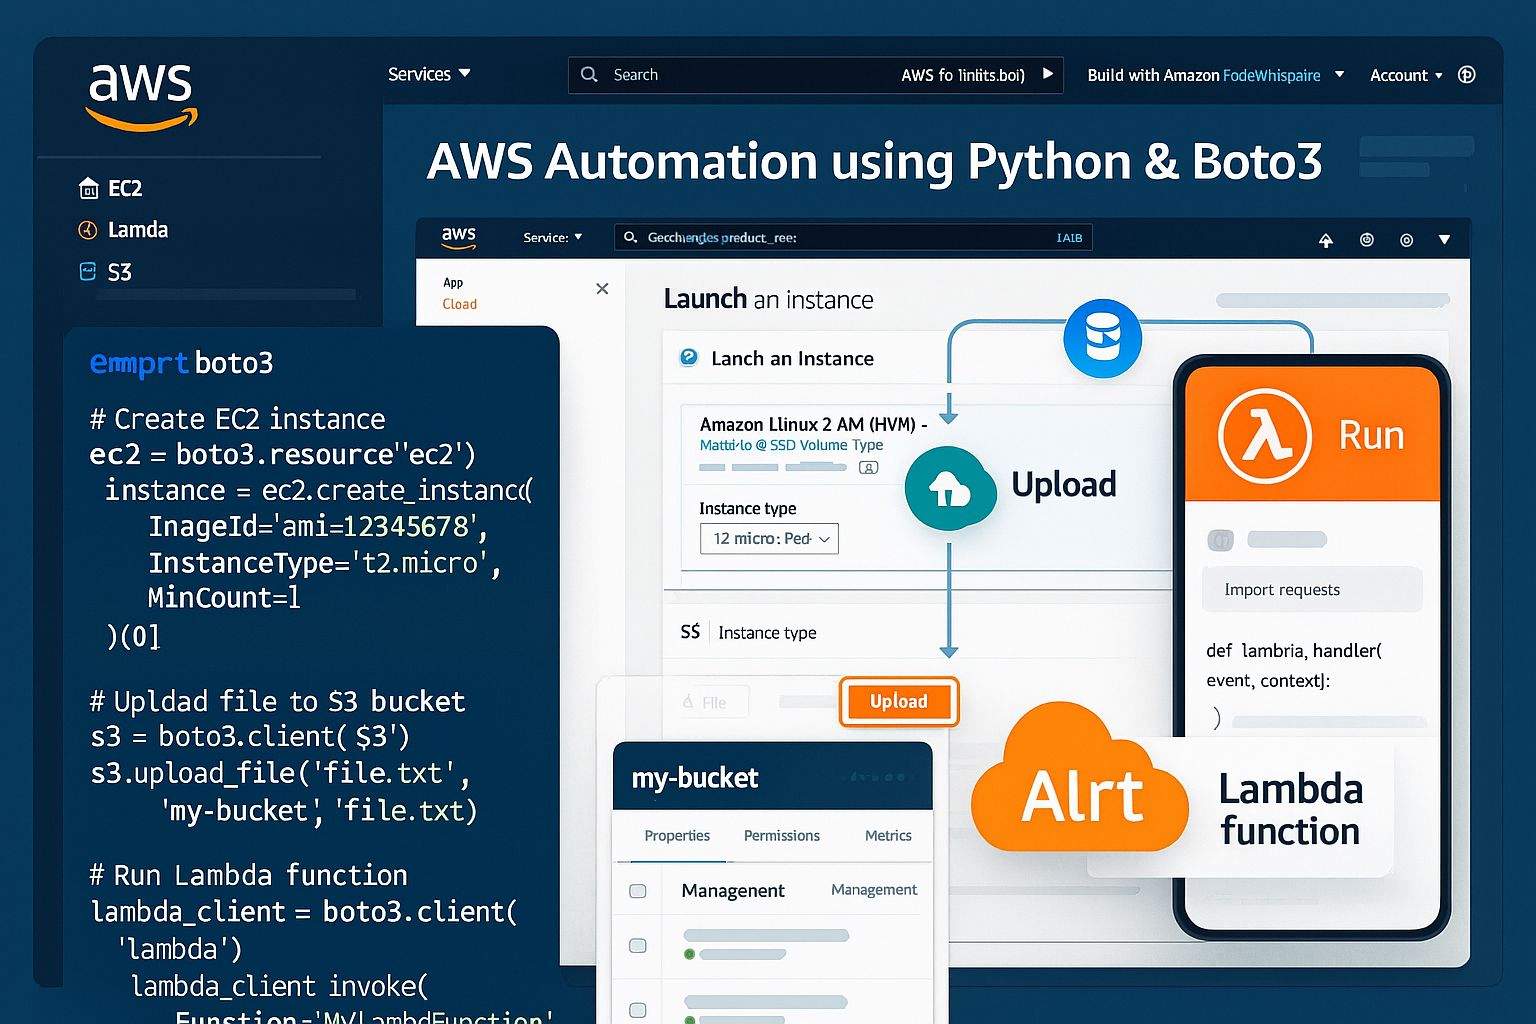 aws
Services
Search
AWS fo linlits.boi)
Build with Amazon FodeWhispaire
Account
AWS Automation using Python & Boto3
EC2
Lamda
S3
aws
Service:
product_ree:
IAIB
App
Cload
Launch an instance
Lanch an Instance
Amazon Llinux 2 AM (HVM) -
@ SSD Volume Type
Instance type
12 micro: Ped
Upload
S$ Instance type
File
Upload
my-bucket
Properties Permissions Metrics
Managenent Management
Run
Import requests
def lambria, handler(
event, context]:
)
Alrt
Lambda
function
emmprt boto3
# Create EC2 instance
ec2 = boto3.resource''ec2')
instance = ec2.create_instanc(
InageId='ami=12345678',
InstanceType='t2.micro',
MinCount=1
)(0]
# Upldad file to S3 bucket
s3 = boto3.client( $3')
s3.upload_file('file.txt',
'my-bucket', 'file.txt)
# Run Lambda function
lambda_client = boto3.client(
'lambda')
lambda_client invoke(